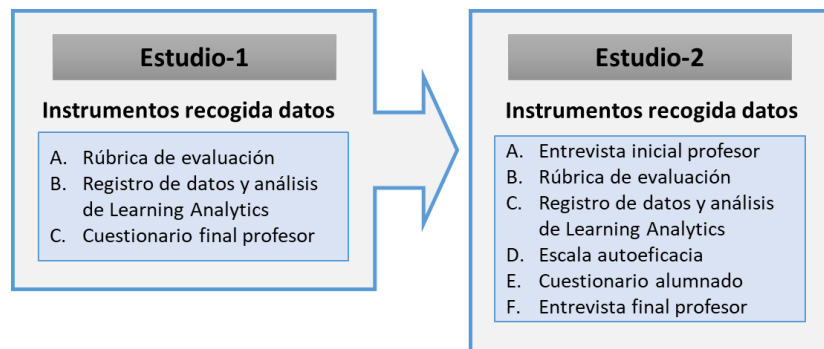 Estudio-1
Instrumentos recogida datos
A. Rúbrica de evaluación
B. Registro de datos y análisis
de Learning Analytics
C. Cuestionario final profesor
Estudio-2
Instrumentos recogida datos
A. Entrevista inicial profesor
B. Rúbrica de evaluación
C. Registro de datos y análisis
de Learning Analytics
D. Escala autoeficacia
E. Cuestionario alumnado
F. Entrevista final profesor